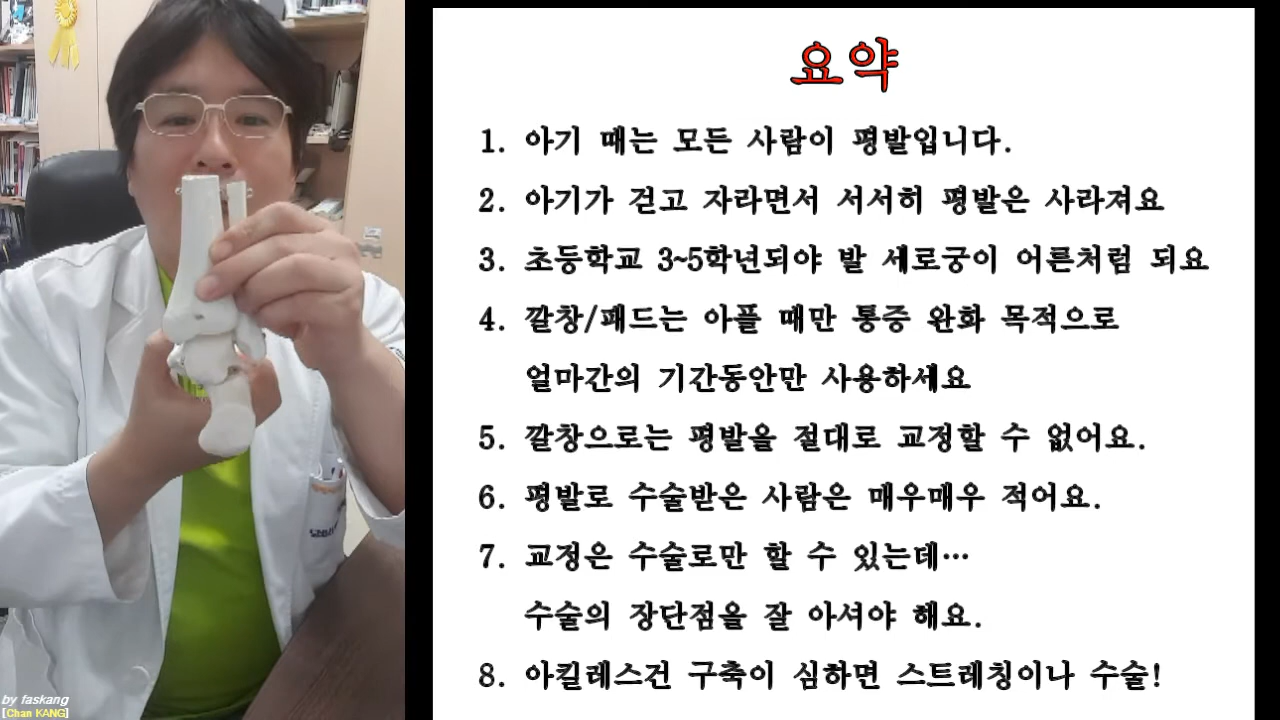 요약
1. 아기 때는 모든 사람이 평발입니다.
2. 아기가 걷고 자라면서 서서히 평발은 사라져요
3. 초등학교 3~5학년되야 발 세로궁이 어른처럼 되요
4. 깔창/패드는 아플 때만 통증 완화 목적으로
얼마간의 기간동안만 사용하세요
5. 깔창으로는 평발을 절대로 교정할 수 없어요.
6. 평발로 수술받은 사람은 매우매우 적어요.
7. 교정은 수술로만 할 수 있는데…
수술의 장단점을 잘 아셔야 해요.
8. 아킬레스건 구축이 심하면 스트레칭이나 수술!
by faskang
[Chan KANG]